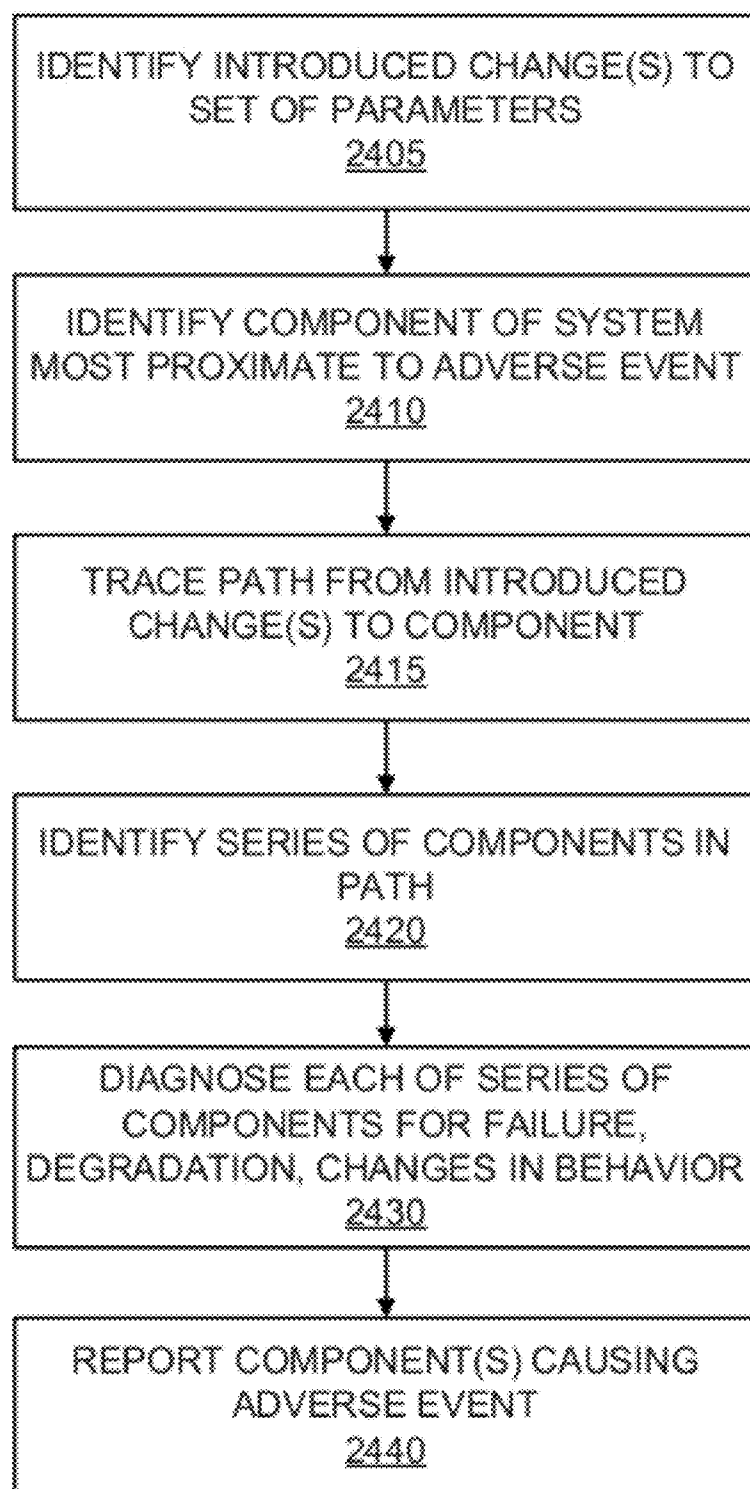 IDENTIFY INTRODUCED CHANGE(S) TO
SET OF PARAMETERS
2405
IDENTIFY COMPONENT OF SYSTEM
MOST PROXIMATE TO ADVERSE EVENT
2410
TRACE PATH FROM INTRODUCED
CHANGE(S) TO COMPONENT
2415
IDENTIFY SERIES OF COMPONENTS IN
PATH
2420
DIAGNOSE EACH OF SERIES OF
COMPONENTS FOR FAILURE,
DEGRADATION, CHANGES IN BEHAVIOR
2430
REPORT COMPONENT(S) CAUSING
ADVERSE EVENT
2440